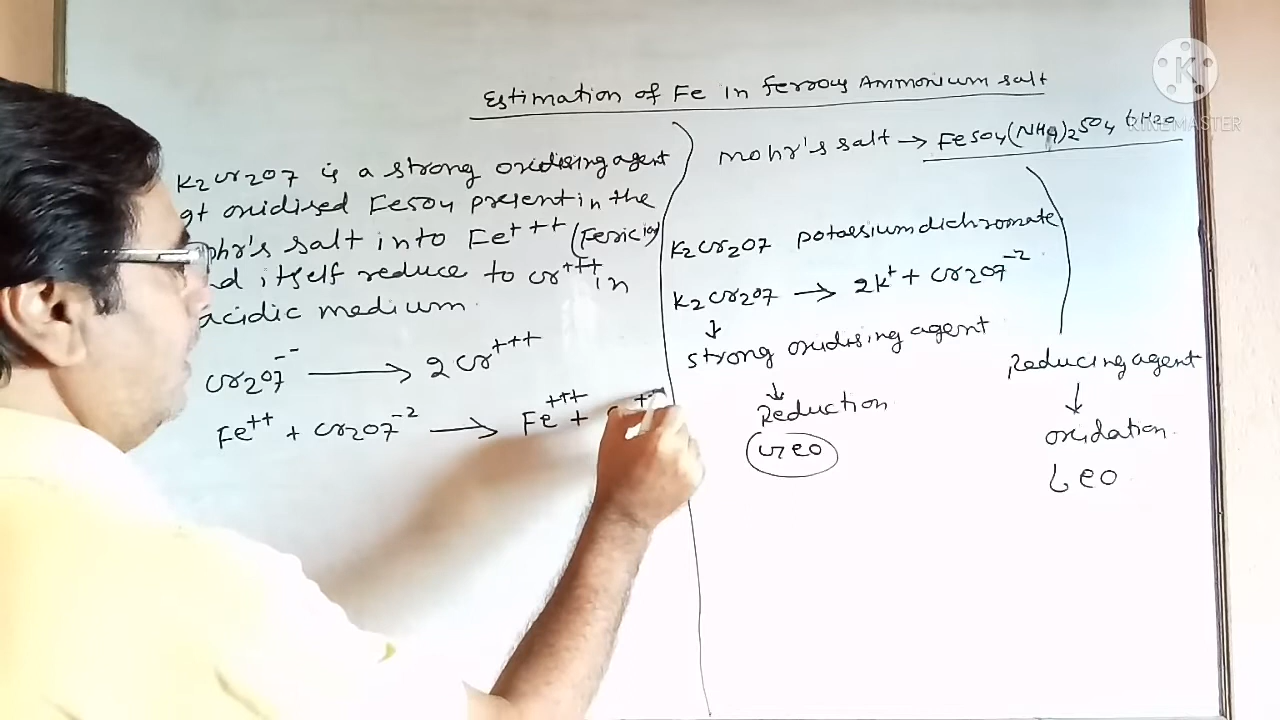 Estimation of Fe in ferrous Ammonium salt
K2Cr2O7 is a strong oxidising agent
gt oxidised FeSO4 present in the
salt into Fe+++
itself reduce to Cr+++ in
acidic medium.
Cr2O7-- → 2Cr+++
Fe++ + Cr2O7-2 → Fe+++ +
mohr's salt → FeSO4(NH4)2SO4 6H2O
K2Cr2O7 potassium dichromate
K2Cr2O7 → 2K+ + Cr2O7-2
↓
strong oxidising agent
↓
Reduction
GeO
Reducing agent
↓
oxidation.
LeO
K
KINEMASTER